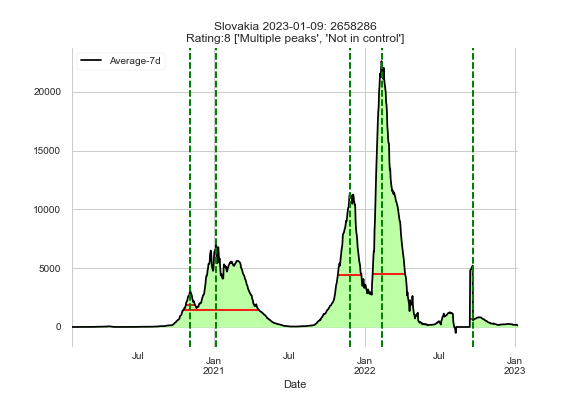 Slovakia 2023-01-09: 2658286
Rating:8 ['Multiple peaks', 'Not in control']
Average-7d
20000
15000
10000
5000
0
Jul
Jan
2021
Jul
Jan
2022
Jul
Jan
2023
Date